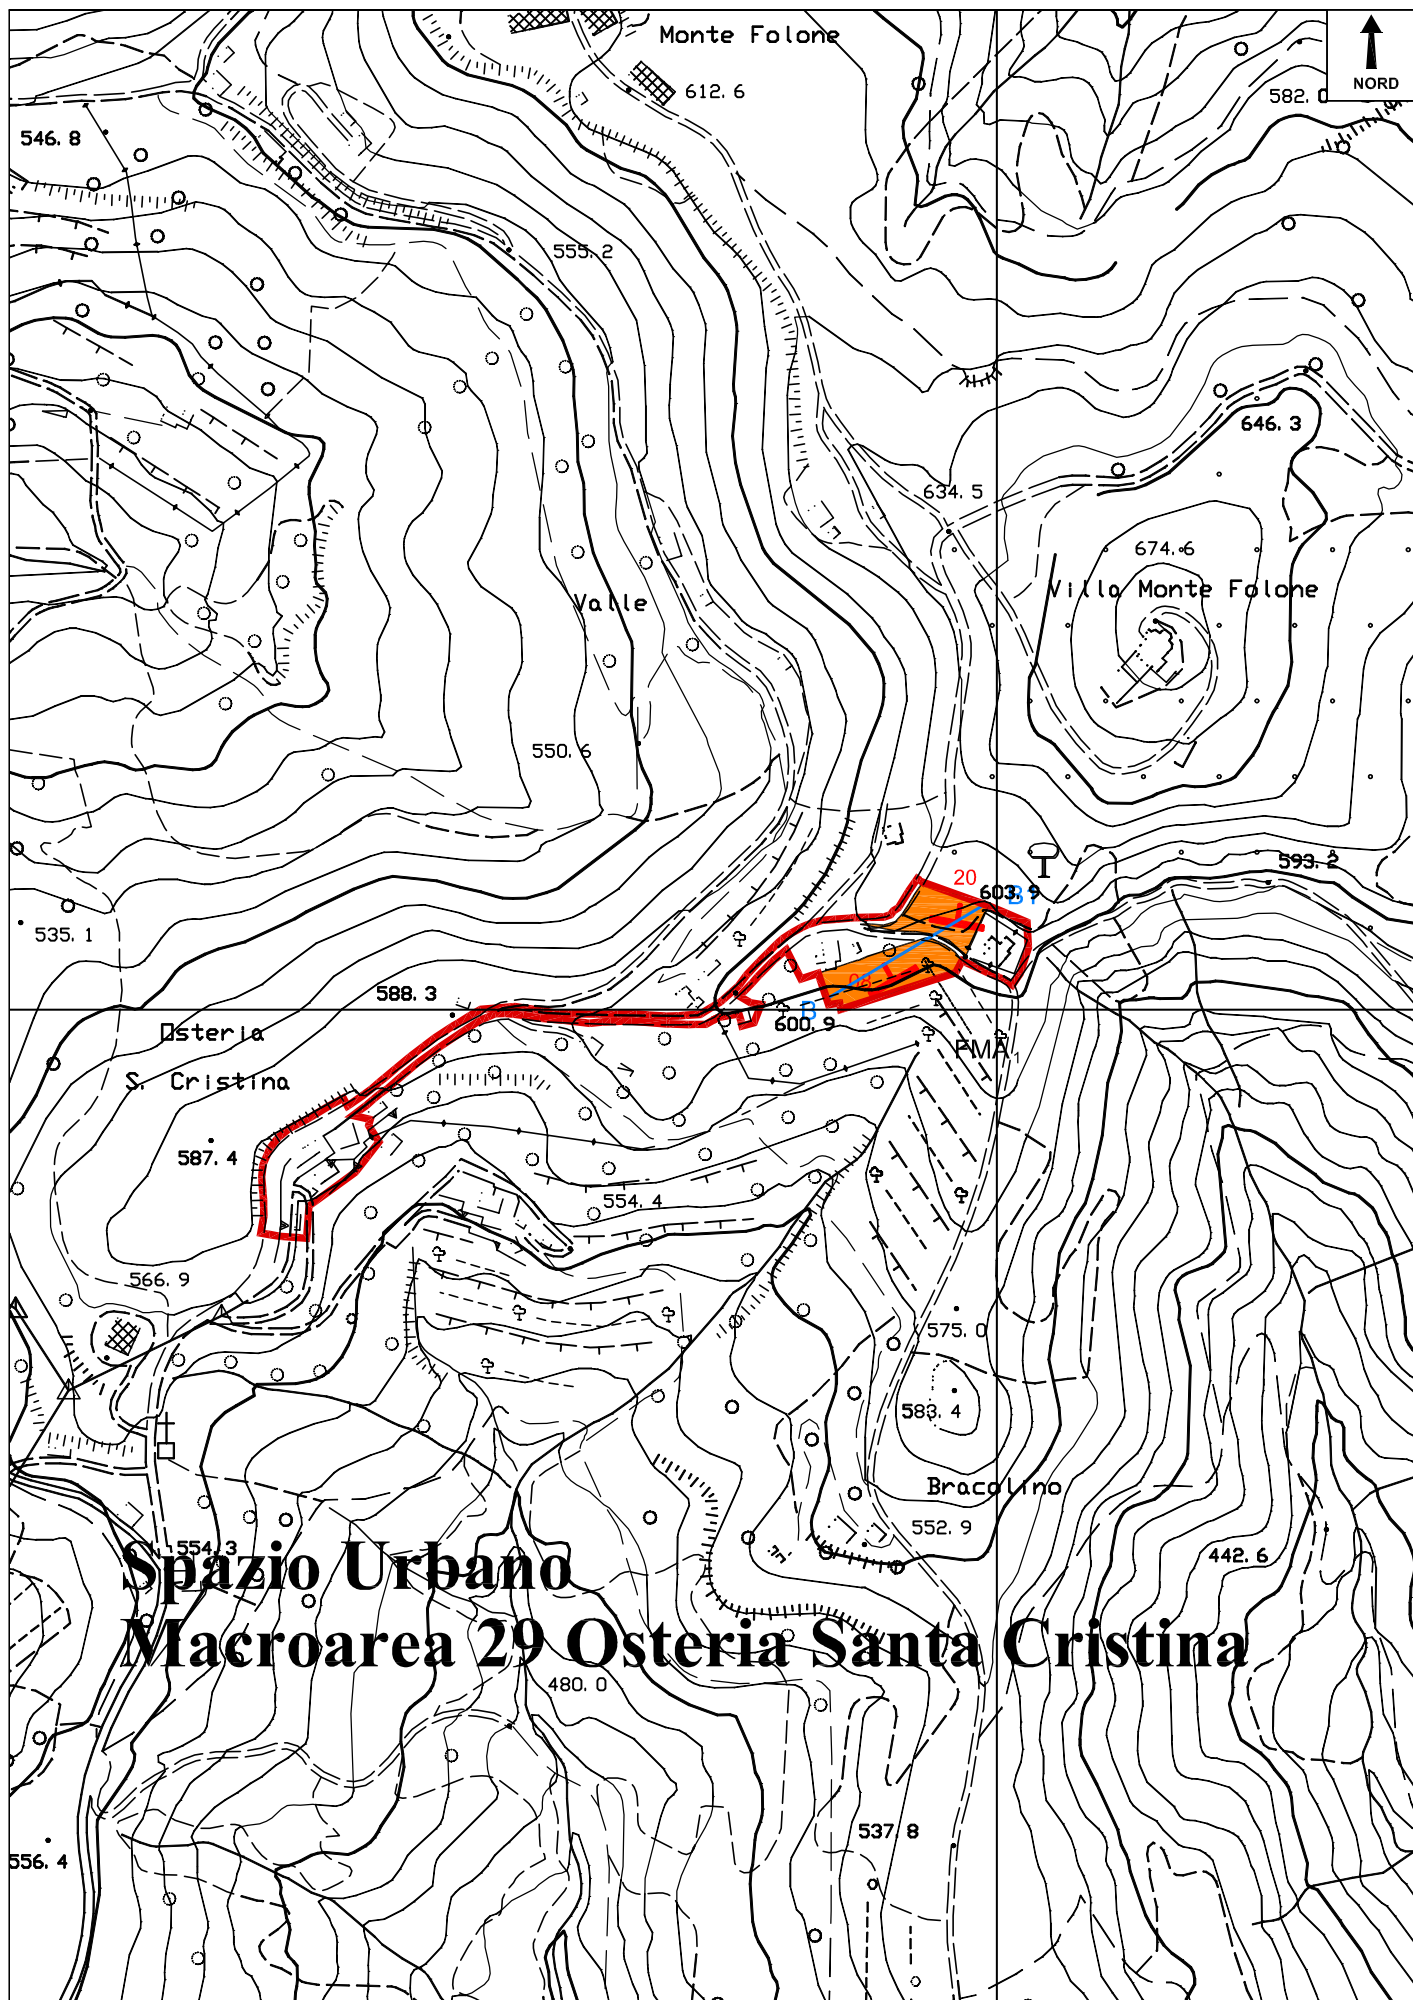 Monte Folone
NORD
612. 6
582. 0
546. 8
555. 2
646. 3
634. 5
674. 6
Villa Monte Folone
Valle
550. 6
593. 2
20
603. 9
B1
535. 1
588. 3
B
600. 9
Osteria
S. Cristina
FMA
587. 4
554. 4
566. 9
575. 0
583. 4
Bracolino
552. 9
554. 3
442. 6
Spazio Urbano
Macroarea 29 Osteria Santa Cristina
480. 0
537. 8
556. 4